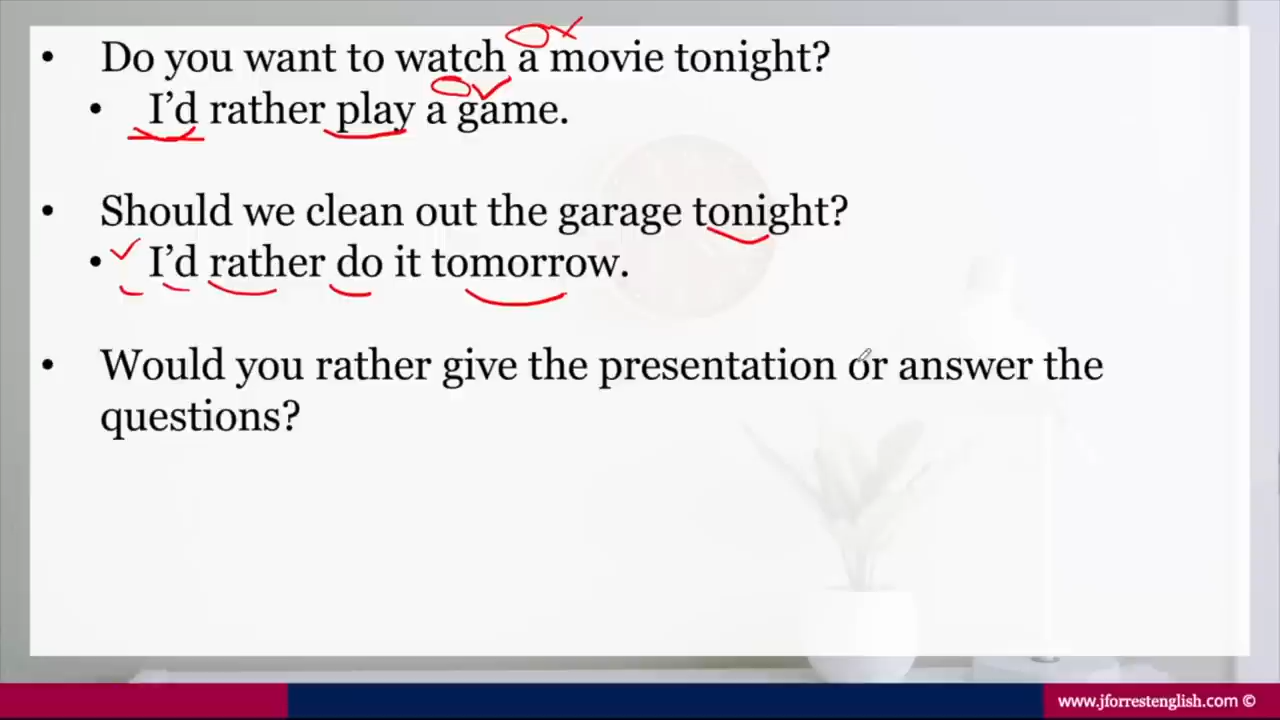 • Do you want to watch a movie tonight?
• I'd rather play a game.
• Should we clean out the garage tonight?
• I'd rather do it tomorrow.
• Would you rather give the presentation or answer the
questions?
www.jforrestenglish.com ©